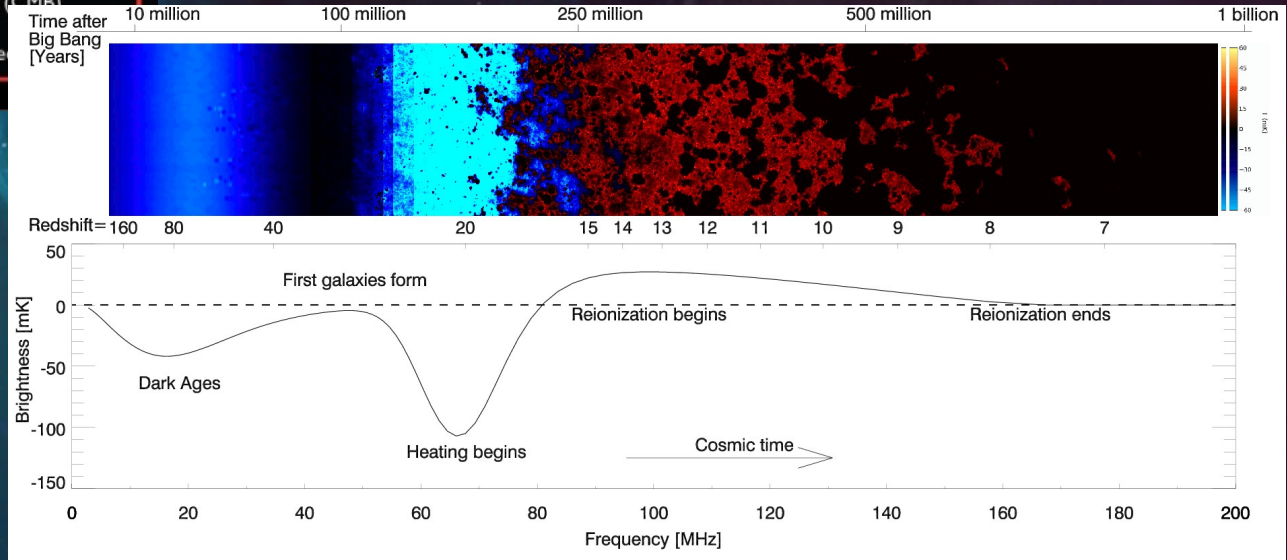 Time after
Big Bang
[Years]
10 million 100 million 250 million 500 million 1 billion
60
45
30
15
0
-15
-30
-45
60
T (mK)
Redshift= 160 80 40 20 15 14 13 12 11 10 9 8 7
Brightness [mK]
50
0
-50
-100
-150
First galaxies form
Reionization begins
Reionization ends
Dark Ages
Heating begins
Cosmic time
0 20 40 60 80 100 120 140 160 180 200
Frequency [MHz]